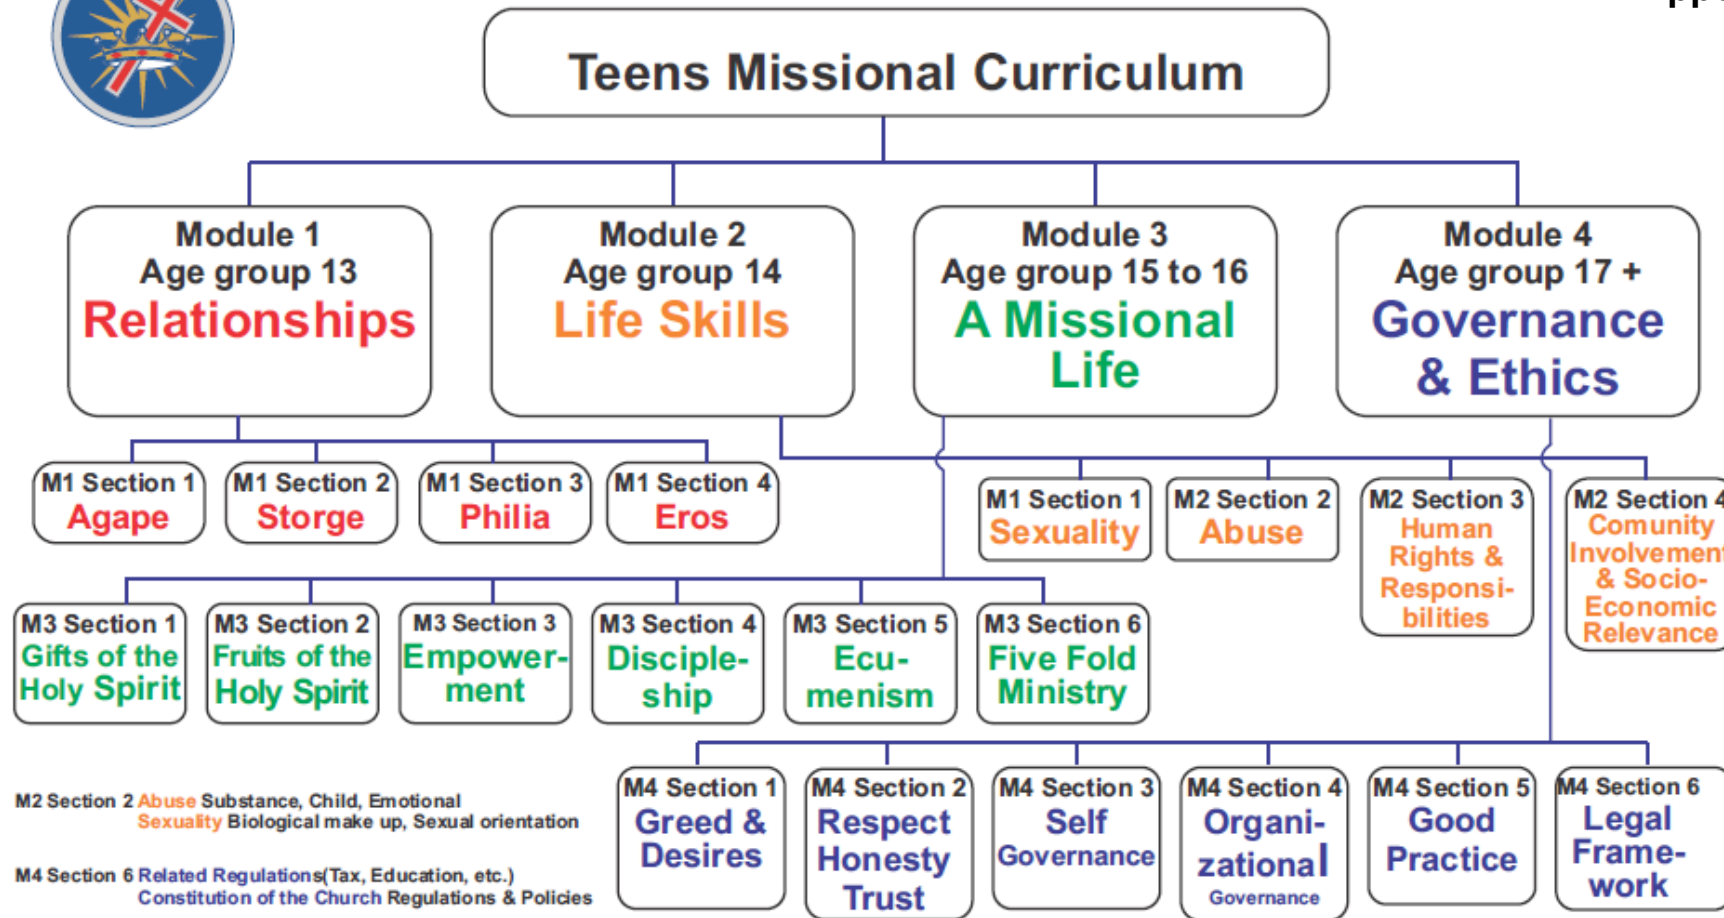 Teens Missional Curriculum
Module 1
Age group 13
Relationships
Module 2
Age group 14
Life Skills
Module 3
Age group 15 to 16
A Missional
Life
Module 4
Age group 17 +
Governance
& Ethics
M1 Section 1
Agape
M1 Section 2
Storge
M1 Section 3
Philia
M1 Section 4
Eros
M1 Section 1
Sexuality
M2 Section 2
Abuse
M2 Section 3
Human
Rights &
Responsi-
bilities
M2 Section 4
Comunity
Involvement
& Socio-
Economic
Relevance
M3 Section 1
Gifts of the
Holy Spirit
M3 Section 2
Fruits of the
Holy Spirit
M3 Section 3
Empower-
ment
M3 Section 4
Disciple-
ship
M3 Section 5
Ecu-
menism
M3 Section 6
Five Fold
Ministry
M4 Section 1
Greed &
Desires
M4 Section 2
Respect
Honesty
Trust
M4 Section 3
Self
Governance
M4 Section 4
Organi-
zational
Governance
M4 Section 5
Good
Practice
M4 Section 6
Legal
Frame-
work
M2 Section 2 Abuse Substance, Child, Emotional
Sexuality Biological make up, Sexual orientation
M4 Section 6 Related Regulations(Tax, Education, etc.)
Constitution of the Church Regulations & Policies